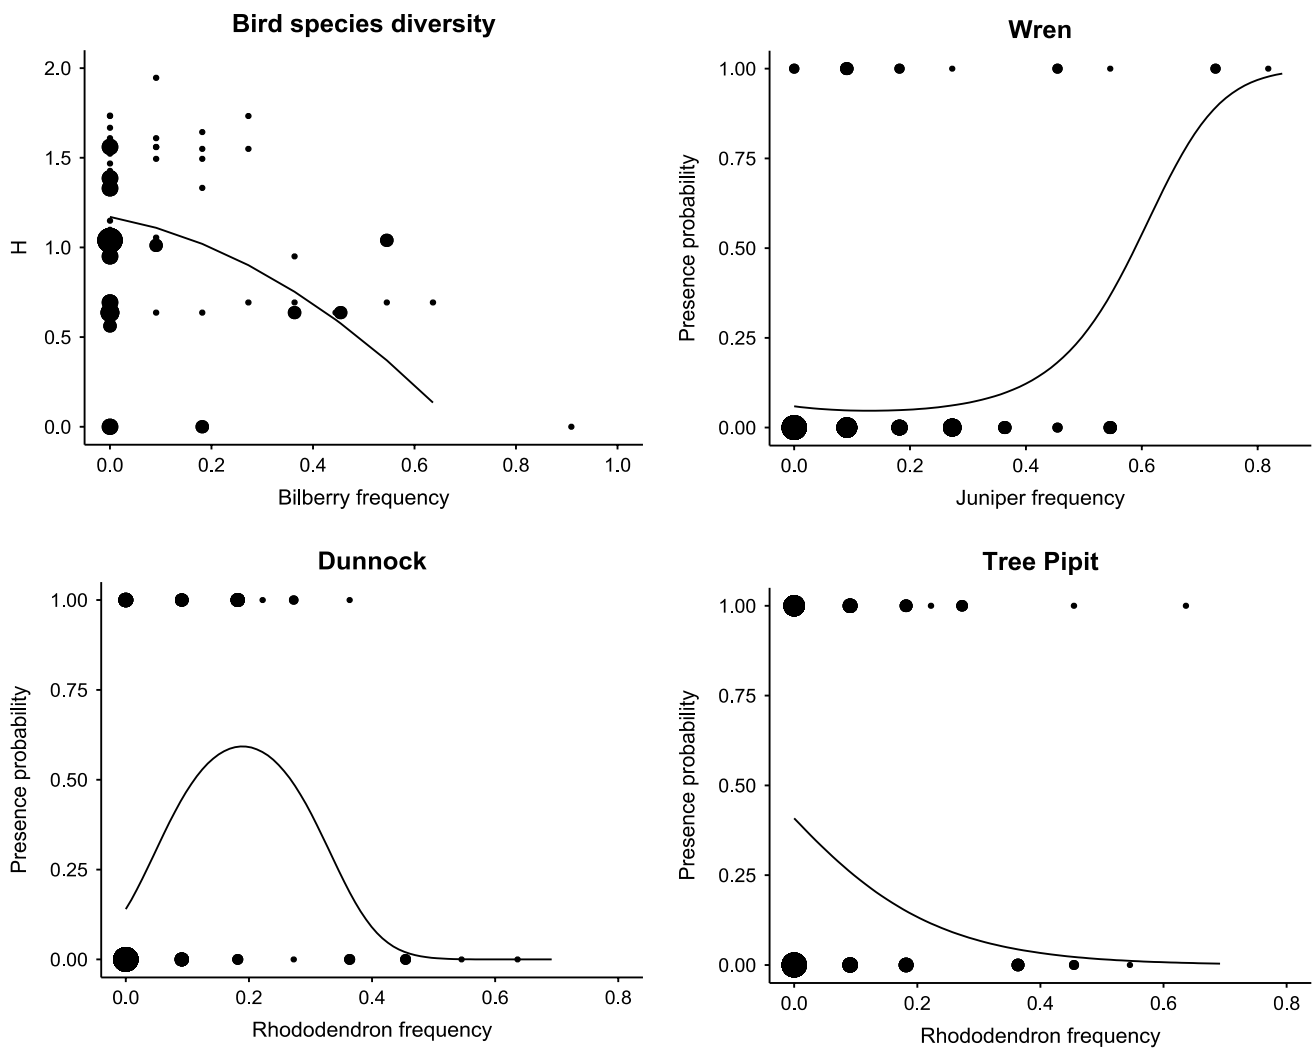 Bird species diversity
2.0
1.5
1.0
0.5
0.0
H
0.0 0.2 0.4 0.6 0.8 1.0
Bilberry frequency
Wren
1.00
0.75
0.50
0.25
0.00
Presence probability
0.0 0.2 0.4 0.6 0.8
Juniper frequency
Dunnock
1.00
0.75
0.50
0.25
0.00
Presence probability
0.0 0.2 0.4 0.6 0.8
Rhododendron frequency
Tree Pipit
1.00
0.75
0.50
0.25
0.00
Presence probability
0.0 0.2 0.4 0.6 0.8
Rhododendron frequency